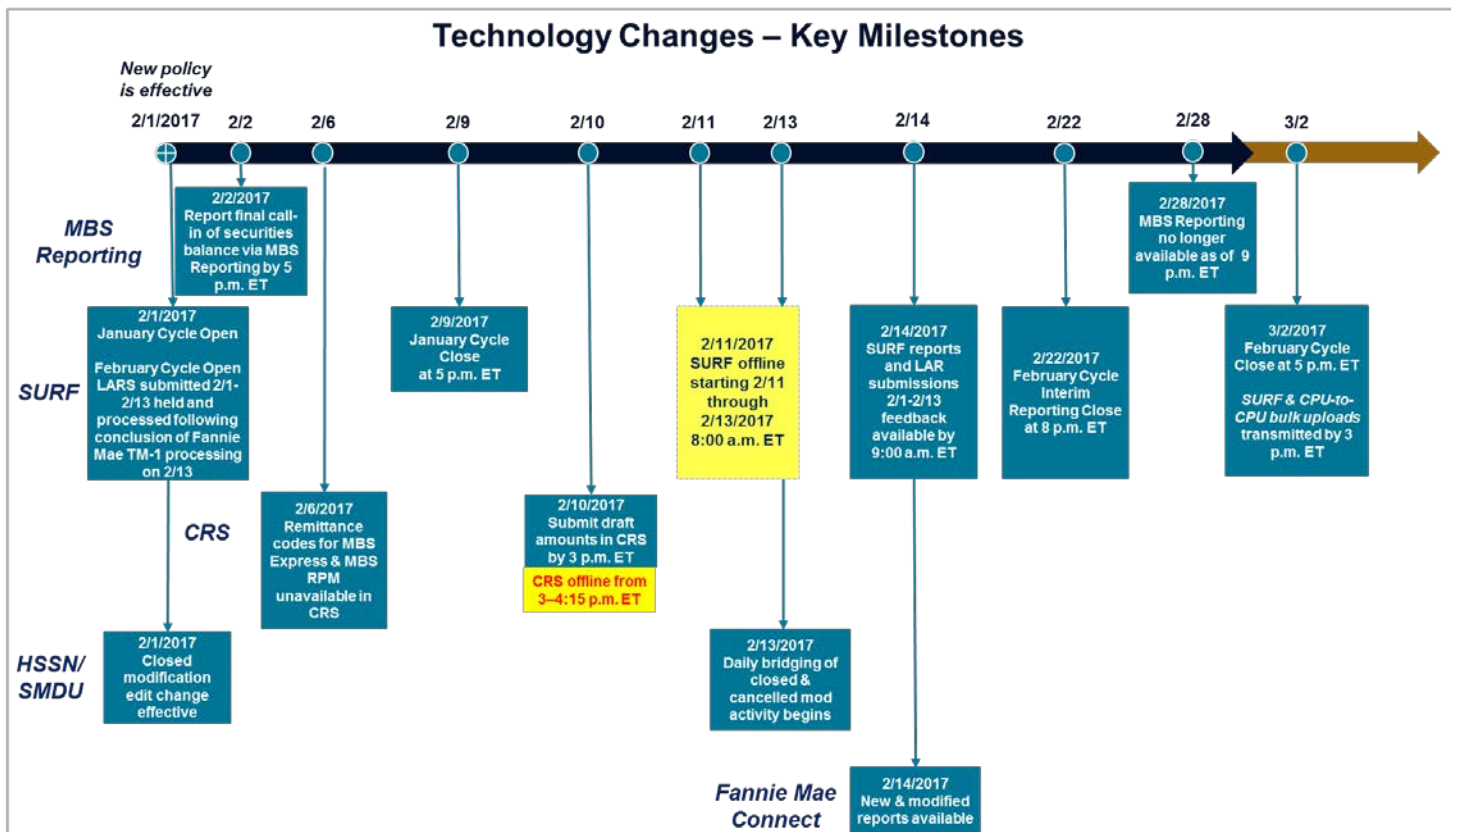 Technology Changes – Key Milestones
New policy
is effective
2/1/2017
2/2
2/6
2/9
2/10
2/11
2/13
2/14
2/22
2/28
3/2
MBS
Reporting
2/2/2017
Report final call-
in of securities
balance via MBS
Reporting by 5
p.m. ET
2/28/2017
MBS Reporting
no longer
available as of 9
p.m. ET
SURF
2/1/2017
January Cycle Open
February Cycle Open
LARS submitted 2/1-
2/13 held and
processed following
conclusion of Fannie
Mae TM-1 processing
on 2/13
2/9/2017
January Cycle
Close
at 5 p.m. ET
2/11/2017
SURF offline
starting 2/11
through
2/13/2017
8:00 a.m. ET
2/14/2017
SURF reports
and LAR
submissions
2/1-2/13
feedback
available by
9:00 a.m. ET
2/22/2017
February Cycle
Interim
Reporting Close
at 8 p.m. ET
3/2/2017
February Cycle
Close at 5 p.m. ET
SURF & CPU-to-
CPU bulk uploads
transmitted by 3
p.m. ET
CRS
2/6/2017
Remittance
codes for MBS
Express & MBS
RPM
unavailable in
CRS
2/10/2017
Submit draft
amounts in CRS
by 3 p.m. ET
CRS offline from
3–4:15 p.m. ET
HSSN/
SMDU
2/1/2017
Closed
modification
edit change
effective
2/13/2017
Daily bridging of
closed &
cancelled mod
activity begins
Fannie Mae
Connect
2/14/2017
New & modified
reports available